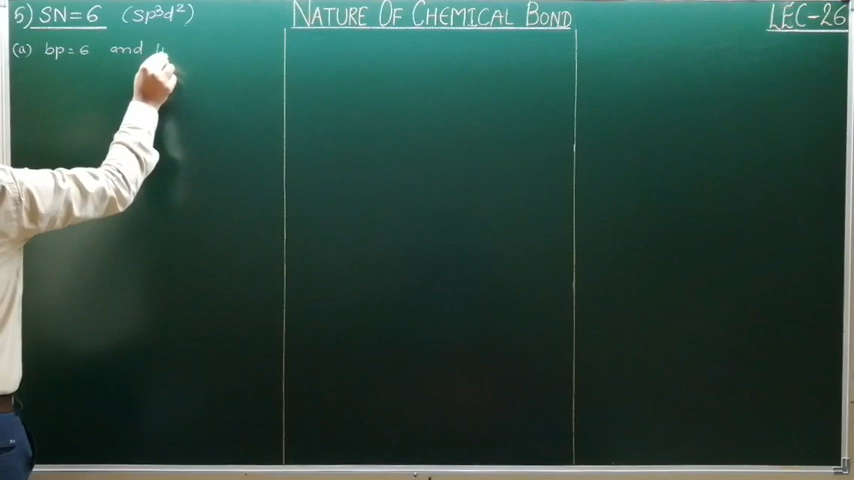 5) SN=6 (sp³d²)
NATURE OF CHEMICAL BOND
LEC-26
(a) bp=6 and